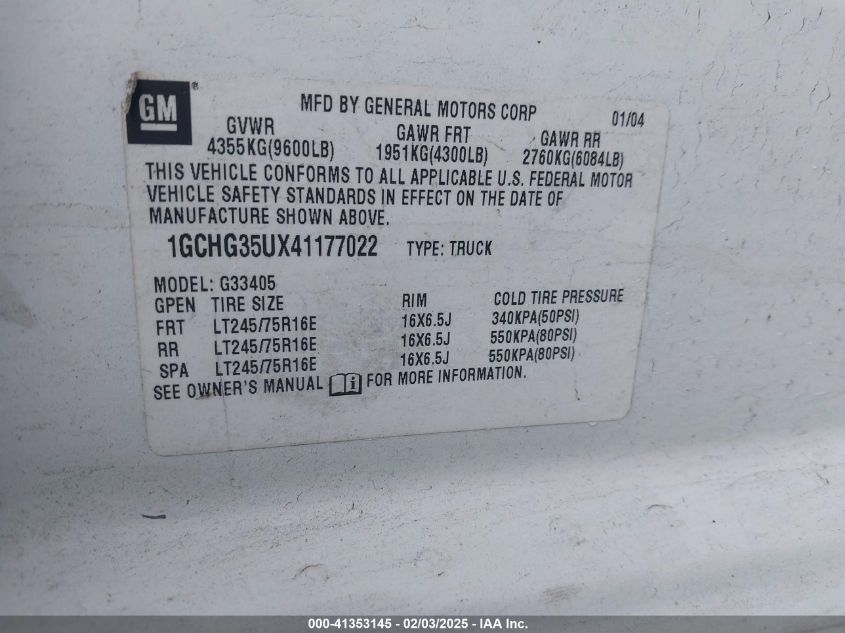 GM ®
MFD BY GENERAL MOTORS CORP 01/04
GVWR GAWR FRT GAWR RR
4355KG(9600LB) 1951KG(4300LB) 2760KG(6084LB)
THIS VEHICLE CONFORMS TO ALL APPLICABLE U.S. FEDERAL MOTOR
VEHICLE SAFETY STANDARDS IN EFFECT ON THE DATE OF
MANUFACTURE SHOWN ABOVE.
1GCHG35UX41177022 TYPE: TRUCK
MODEL: G33405
GPEN TIRE SIZE RIM COLD TIRE PRESSURE
FRT LT245/75R16E 16X6.5J 340KPA(50PSI)
RR LT245/75R16E 16X6.5J 550KPA(80PSI)
SPA LT245/75R16E 16X6.5J 550KPA(80PSI)
SEE OWNER'S MANUAL i FOR MORE INFORMATION.
000-41353145 - 02/03/2025 - IAA Inc.